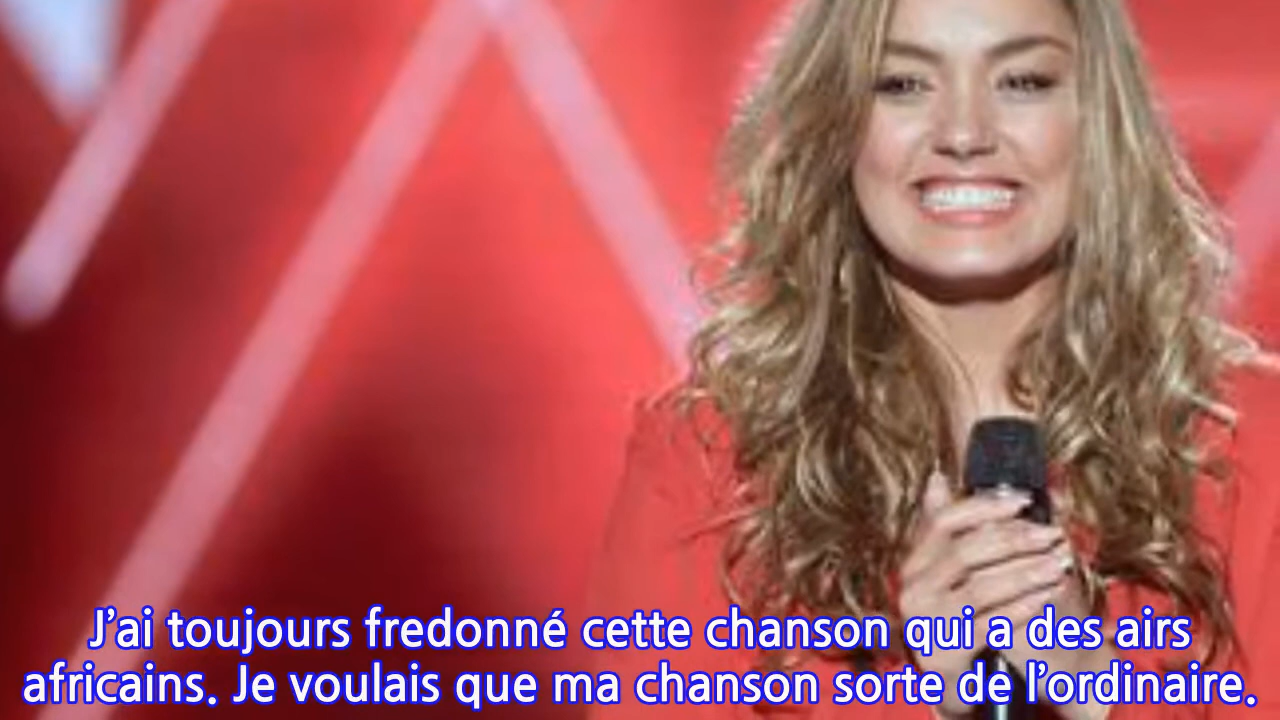 J’ai toujours fredonné cette chanson qui a des airs
africains. Je voulais que ma chanson sorte de l’ordinaire.